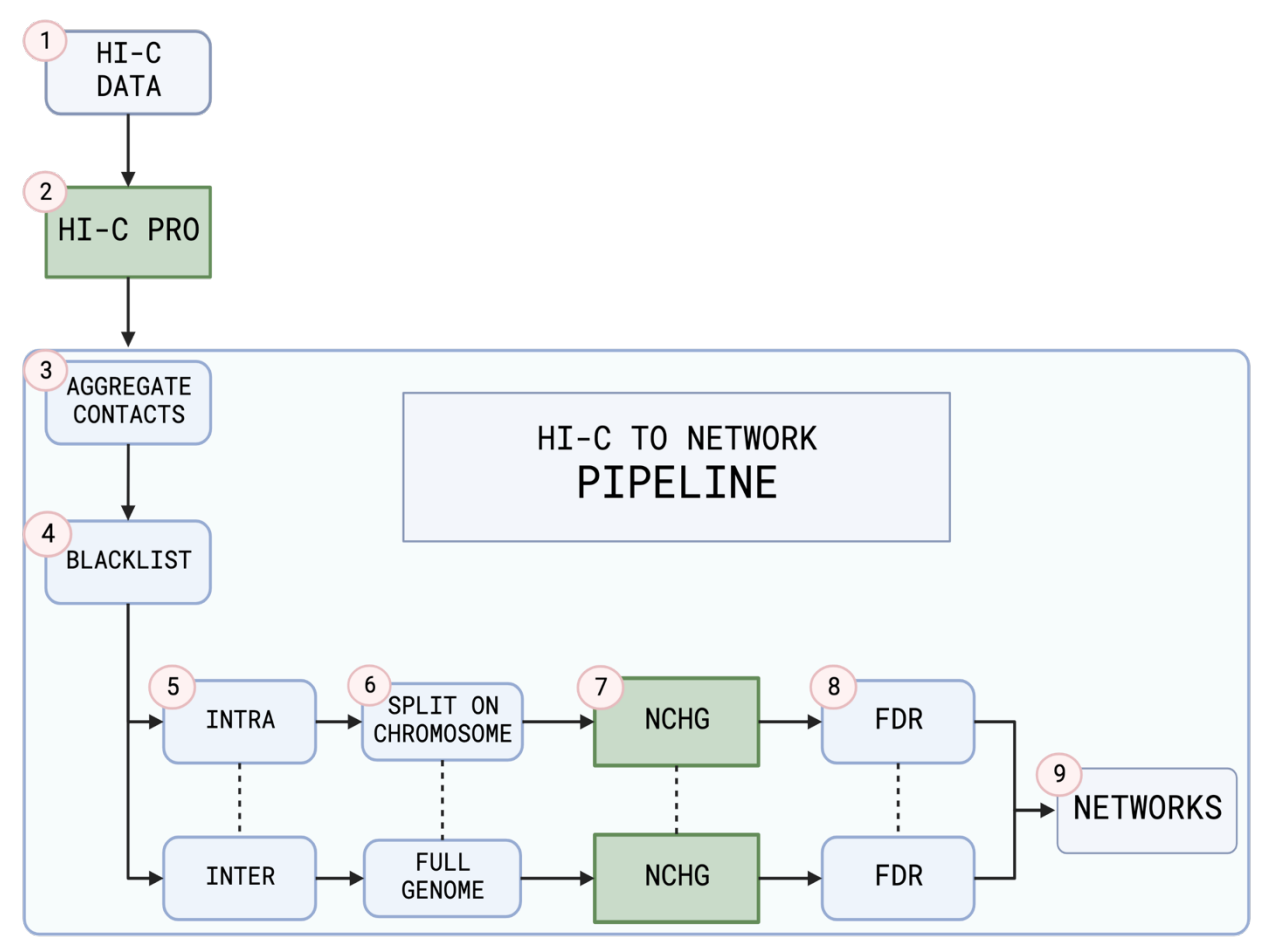 1
HI-C
DATA
2
HI-C PRO
3
AGGREGATE
CONTACTS
HI-C TO NETWORK
PIPELINE
4
BLACKLIST
5
INTRA
6
SPLIT ON
CHROMOSOME
7
NCHG
8
FDR
9
NETWORKS
INTER
FULL
GENOME
NCHG
FDR